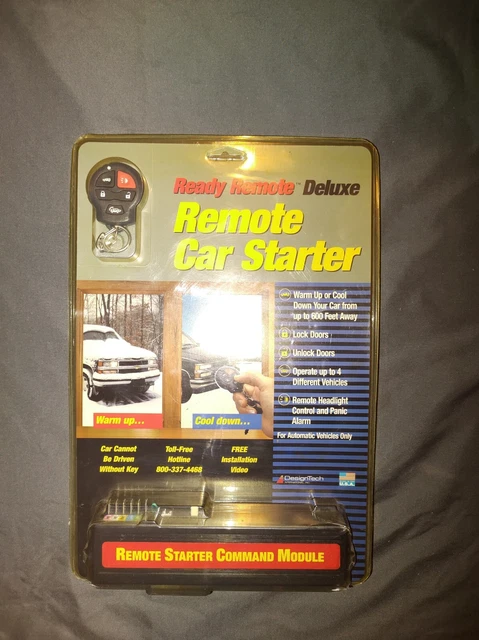 Ready Remote™ Deluxe
Remote
Car Starter
Warm Up or Cool
Down Your Car from
up to 600 Feet Away
Lock Doors
Unlock Doors
Operate up to 4
Different Vehicles
Remote Headlight
Control and Panic
Alarm
For Automatic Vehicles Only
Warm up...
Cool down...
Car Cannot
Be Driven
Without Key
Toll-Free
Hotline
800-337-4468
FREE
Installation
Video
DesignTech
U.S.A.
REMOTE STARTER COMMAND MODULE